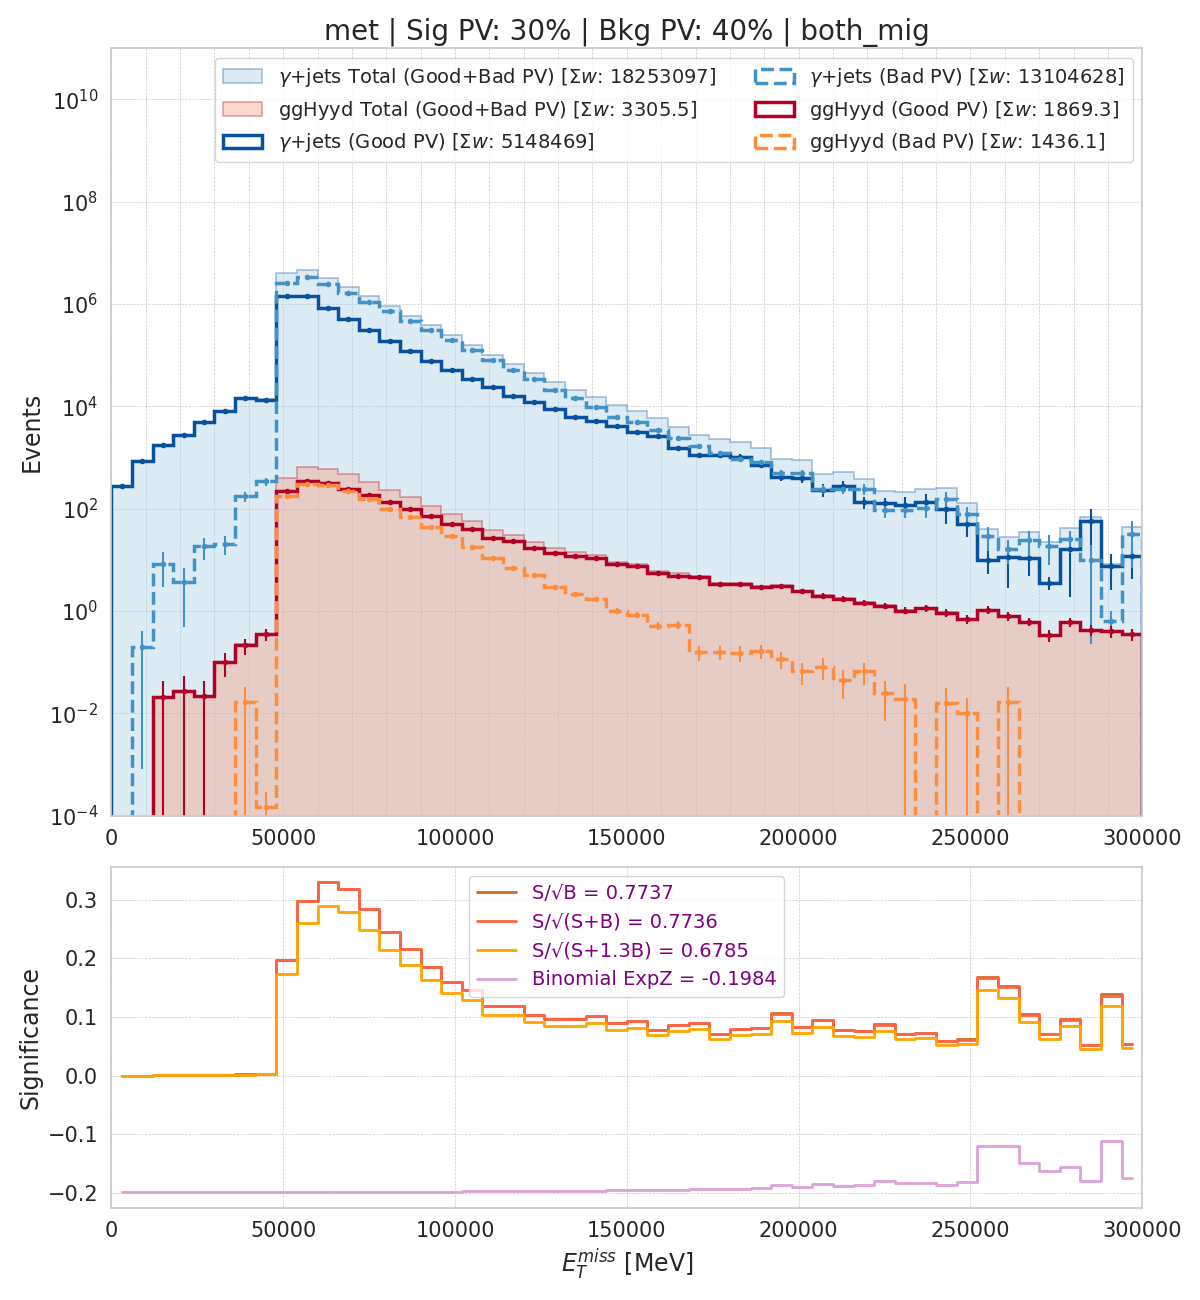 met | Sig PV: 30% | Bkg PV: 40% | both_mig
γ+jets Total (Good+Bad PV) [Σw: 18253097]
ggHyyd Total (Good+Bad PV) [Σw: 3305.5]
γ+jets (Good PV) [Σw: 5148469]
γ+jets (Bad PV) [Σw: 13104628]
ggHyyd (Good PV) [Σw: 1869.3]
ggHyyd (Bad PV) [Σw: 1436.1]
Events
10^10
10^8
10^6
10^4
10^2
10^0
10^−2
10^−4
0 50000 100000 150000 200000 250000 300000
S/√B = 0.7737
S/√(S+B) = 0.7736
S/√(S+1.3B) = 0.6785
Binomial ExpZ = -0.1984
Significance
0.3
0.2
0.1
0.0
−0.1
−0.2
0 50000 100000 150000 200000 250000 300000
E_T^miss [MeV]